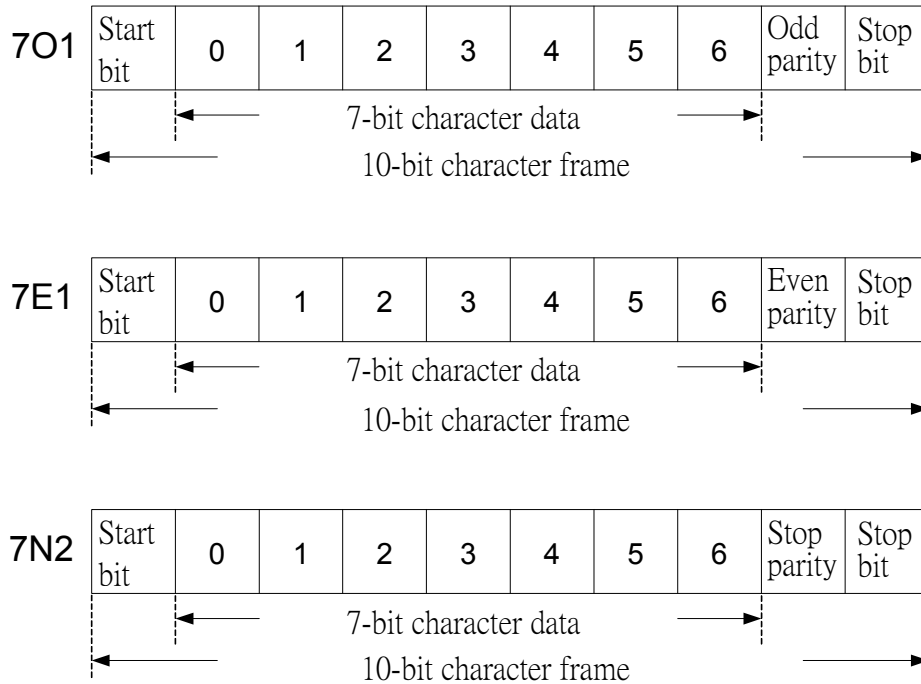 7O1 Start bit 0 1 2 3 4 5 6 Odd parity Stop bit
7-bit character data
10-bit character frame
7E1 Start bit 0 1 2 3 4 5 6 Even parity Stop bit
7-bit character data
10-bit character frame
7N2 Start bit 0 1 2 3 4 5 6 Stop parity Stop bit
7-bit character data
10-bit character frame